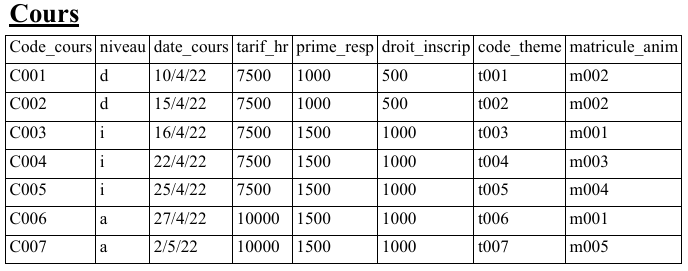 Cours
Code_cours niveau date_cours tarif_hr prime_resp droit_inscrip code_theme matricule_anim
C001 d 10/4/22 7500 1000 500 t001 m002
C002 d 15/4/22 7500 1000 500 t002 m002
C003 i 16/4/22 7500 1500 1000 t003 m001
C004 i 22/4/22 7500 1500 1000 t004 m003
C005 i 25/4/22 7500 1500 1000 t005 m004
C006 a 27/4/22 10000 1500 1000 t006 m001
C007 a 2/5/22 10000 1500 1000 t007 m005